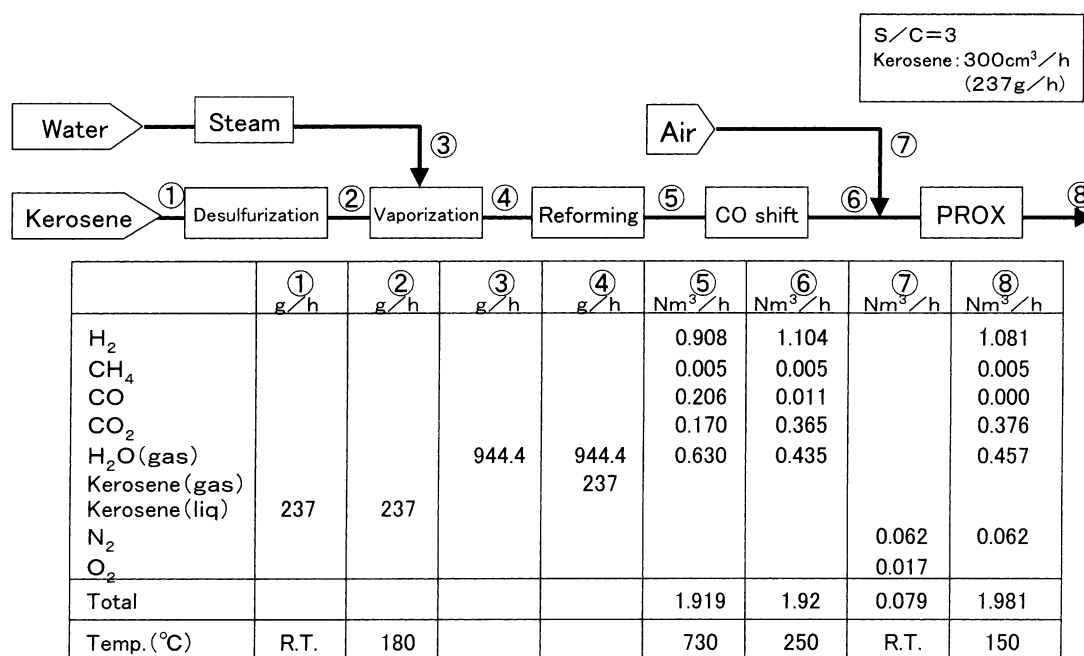 S/C=3
Kerosene: 300cm³/h
(237g/h)
Water
Steam
③
Air
⑦
Kerosene
①
Desulfurization
②
Vaporization
④
Reforming
⑤
CO shift
⑥
PROX
⑧
① ② ③ ④ ⑤ ⑥ ⑦ ⑧
g/h g/h g/h g/h Nm³/h Nm³/h Nm³/h Nm³/h
H₂ 0.908 1.104 1.081
CH₄ 0.005 0.005 0.005
CO 0.206 0.011 0.000
CO₂ 0.170 0.365 0.376
H₂O(gas) 944.4 944.4 0.630 0.435 0.457
Kerosene(gas) 237
Kerosene(liq) 237 237
N₂ 0.062 0.062
O₂ 0.017
Total 1.919 1.92 0.079 1.981
Temp.(°C) R.T. 180 730 250 R.T. 150